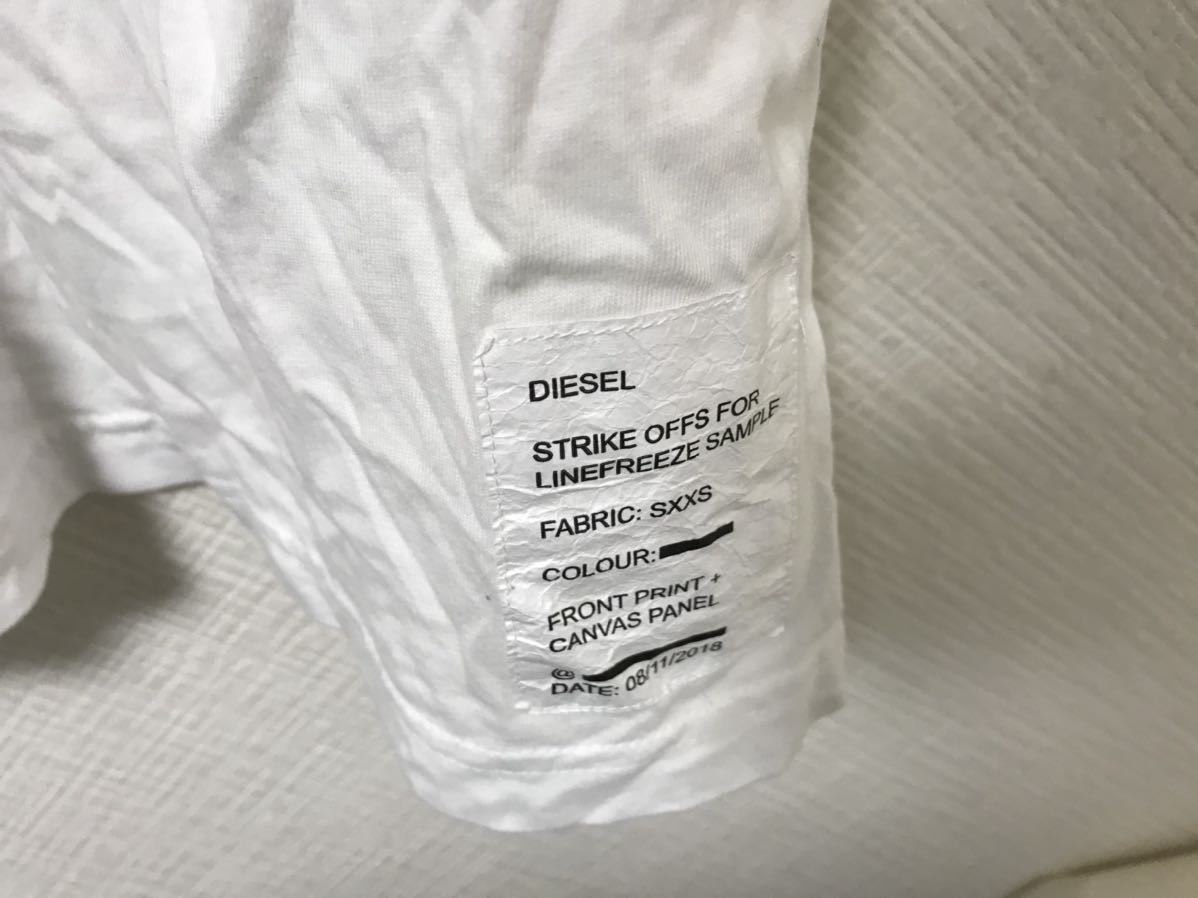 DIESEL
STRIKE OFFS FOR
LINEFREEZE SAMPLE
FABRIC: SXXS
COLOUR:
FRONT PRINT +
CANVAS PANEL
@
DATE: 08/11/2018